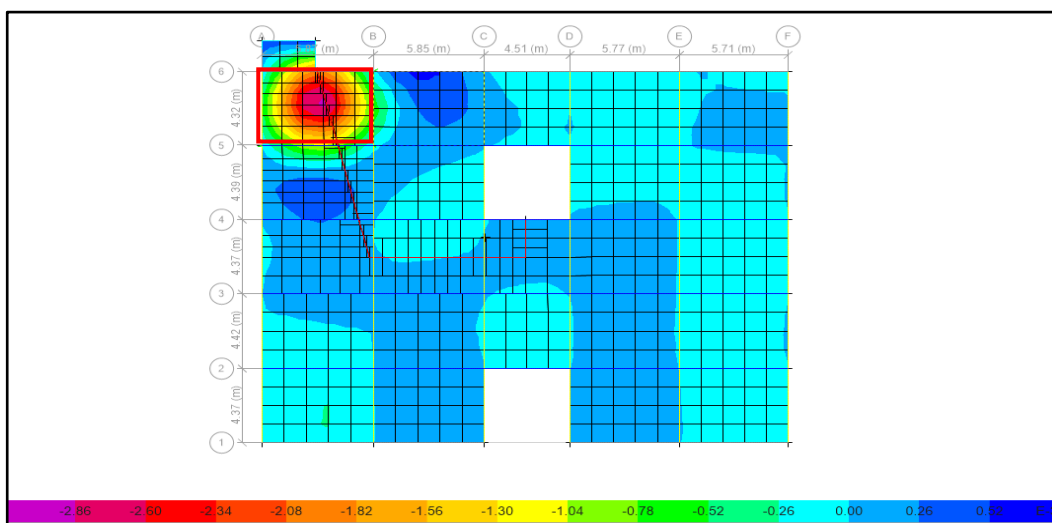 A B C D E F
(m) 5.85 (m) 4.51 (m) 5.77 (m) 5.71 (m)
6
4.32 (m)
5
4.39 (m)
4
4.37 (m)
3
4.42 (m)
2
4.37 (m)
1
-2.86 -2.60 -2.34 -2.08 -1.82 -1.56 -1.30 -1.04 -0.78 -0.52 -0.26 0.00 0.26 0.52